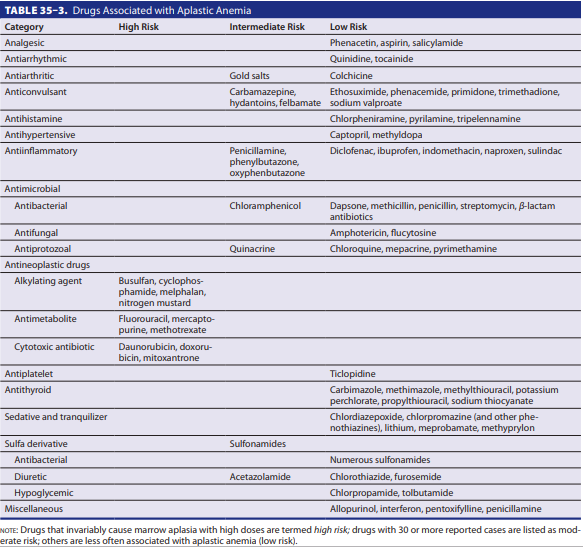 TABLE 35–3. Drugs Associated with Aplastic Anemia
Category High Risk Intermediate Risk Low Risk
Analgesic Phenacetin, aspirin, salicylamide
Antiarrhythmic Quinidine, tocainide
Antiarthritic Gold salts Colchicine
Anticonvulsant Carbamazepine, Ethosuximide, phenacemide, primidone, trimethadione,
hydantoins, felbamate sodium valproate
Antihistamine Chlorpheniramine, pyrilamine, tripelennamine
Antihypertensive Captopril, methyldopa
Antiinflammatory Penicillamine, Diclofenac, ibuprofen, indomethacin, naproxen, sulindac
phenylbutazone,
oxyphenbutazone
Antimicrobial
Antibacterial Chloramphenicol Dapsone, methicillin, penicillin, streptomycin, β-lactam
antibiotics
Antifungal Amphotericin, flucytosine
Antiprotozoal Quinacrine Chloroquine, mepacrine, pyrimethamine
Antineoplastic drugs
Alkylating agent Busulfan, cyclophos-
phamide, melphalan,
nitrogen mustard
Antimetabolite Fluorouracil, mercapto-
purine, methotrexate
Cytotoxic antibiotic Daunorubicin, doxoru-
bicin, mitoxantrone
Antiplatelet Ticlopidine
Antithyroid Carbimazole, methimazole, methylthiouracil, potassium
perchlorate, propylthiouracil, sodium thiocyanate
Sedative and tranquilizer Chlordiazepoxide, chlorpromazine (and other phe-
nothiazines), lithium, meprobamate, methyprylon
Sulfa derivative Sulfonamides
Antibacterial Numerous sulfonamides
Diuretic Acetazolamide Chlorothiazide, furosemide
Hypoglycemic Chlorpropamide, tolbutamide
Miscellaneous Allopurinol, interferon, pentoxifylline, penicillamine
NOTE: Drugs that invariably cause marrow aplasia with high doses are termed high risk; drugs with 30 or more reported cases are listed as mod-
erate risk; others are less often associated with aplastic anemia (low risk).